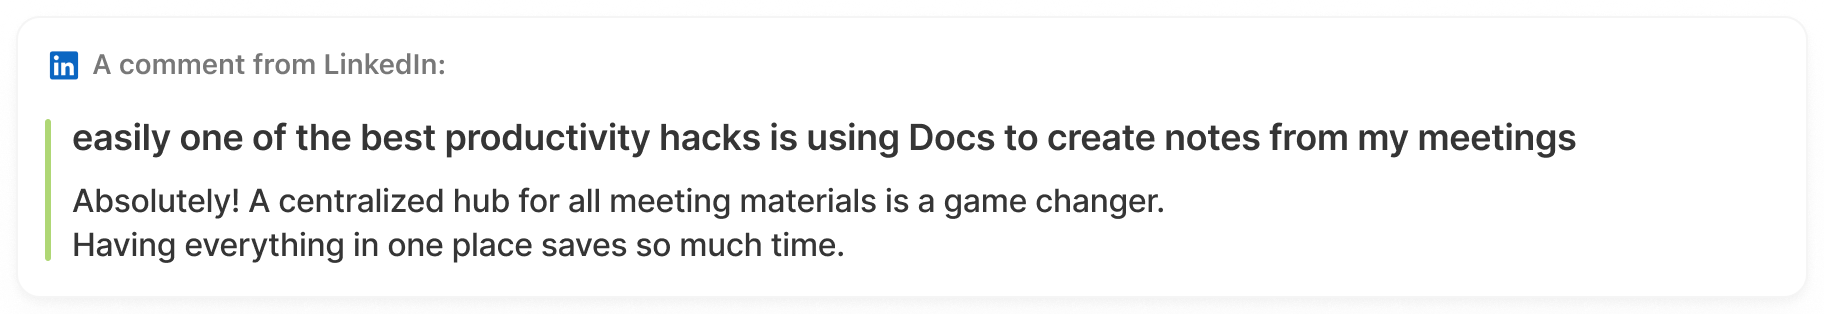 in A comment from LinkedIn:
easily one of the best productivity hacks is using Docs to create notes from my meetings
Absolutely! A centralized hub for all meeting materials is a game changer.
Having everything in one place saves so much time.